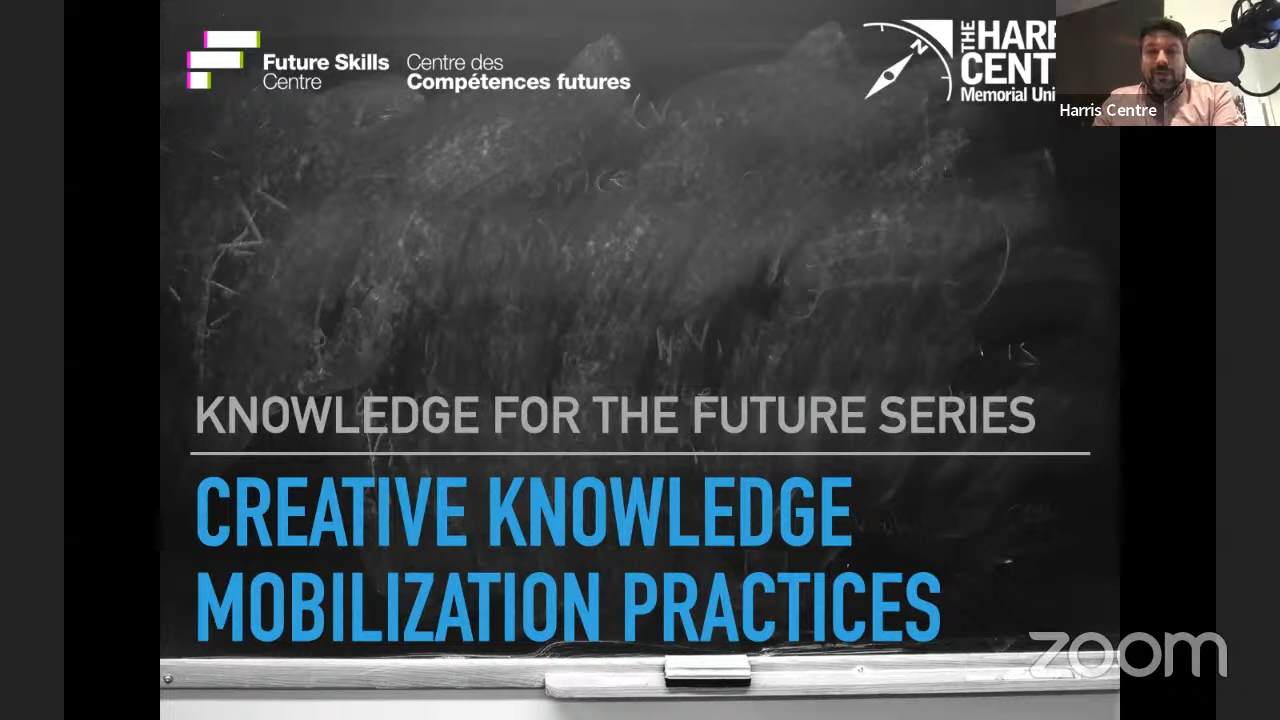 Future Skills
Centre
Centre des
Compétences futures
THE HARR
CENT
Memorial Uni
Harris Centre
KNOWLEDGE FOR THE FUTURE SERIES
CREATIVE KNOWLEDGE
MOBILIZATION PRACTICES
zoom